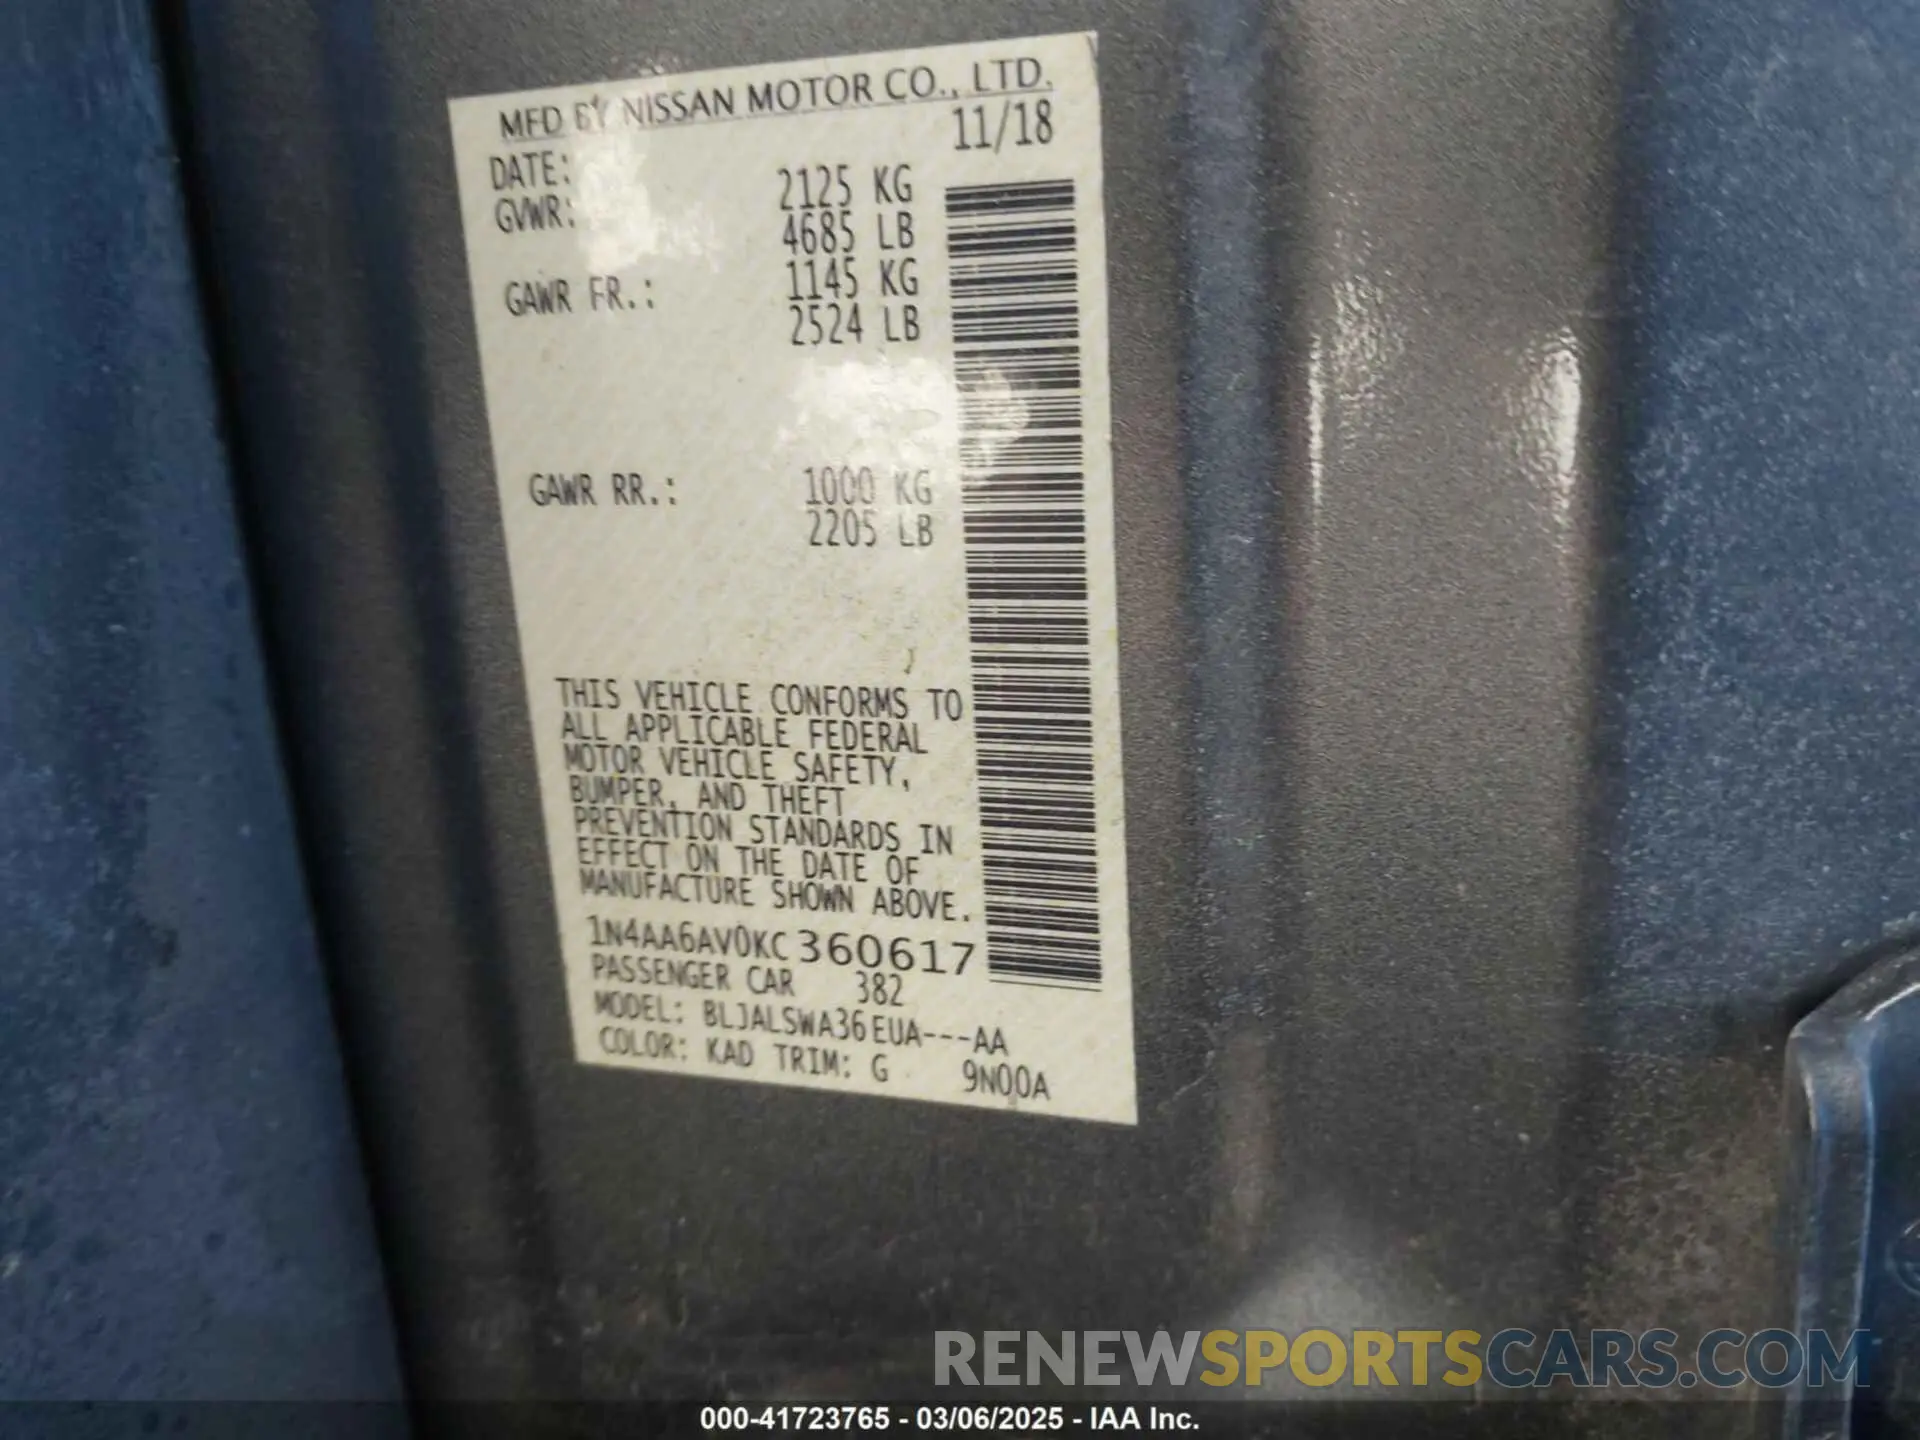 MFD BY NISSAN MOTOR CO., LTD.
DATE: 11/18
GVWR: 2125 KG
4685 LB
GAWR FR.: 1145 KG
2524 LB
GAWR RR.: 1000 KG
2205 LB
THIS VEHICLE CONFORMS TO
ALL APPLICABLE FEDERAL
MOTOR VEHICLE SAFETY,
BUMPER, AND THEFT
PREVENTION STANDARDS IN
EFFECT ON THE DATE OF
MANUFACTURE SHOWN ABOVE.
1N4AA6AV0KC360617
PASSENGER CAR 382
MODEL: BLJALSWA36EUA---AA
COLOR: KAD TRIM: G 9N00A
RENEWSPORTSCARS.COM
000-41723765 - 03/06/2025 - IAA Inc.